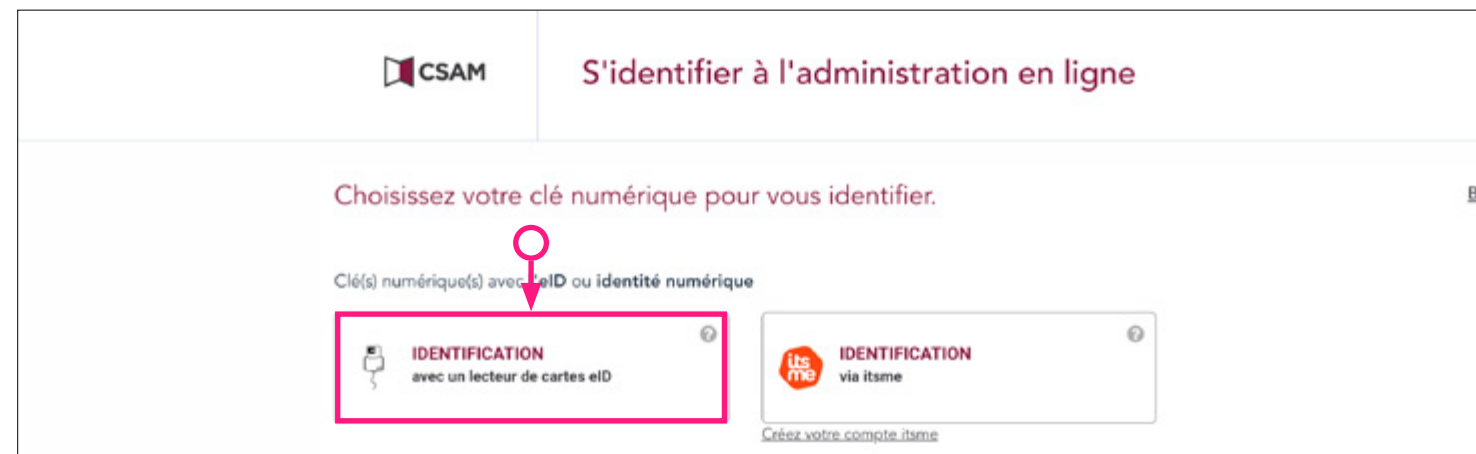 CSAM
S'identifier à l'administration en ligne
Choisissez votre clé numérique pour vous identifier.
Clé(s) numérique(s) avec l'eID ou identité numérique
IDENTIFICATION
avec un lecteur de cartes eID
itsme
IDENTIFICATION
via itsme
Créez votre compte itsme